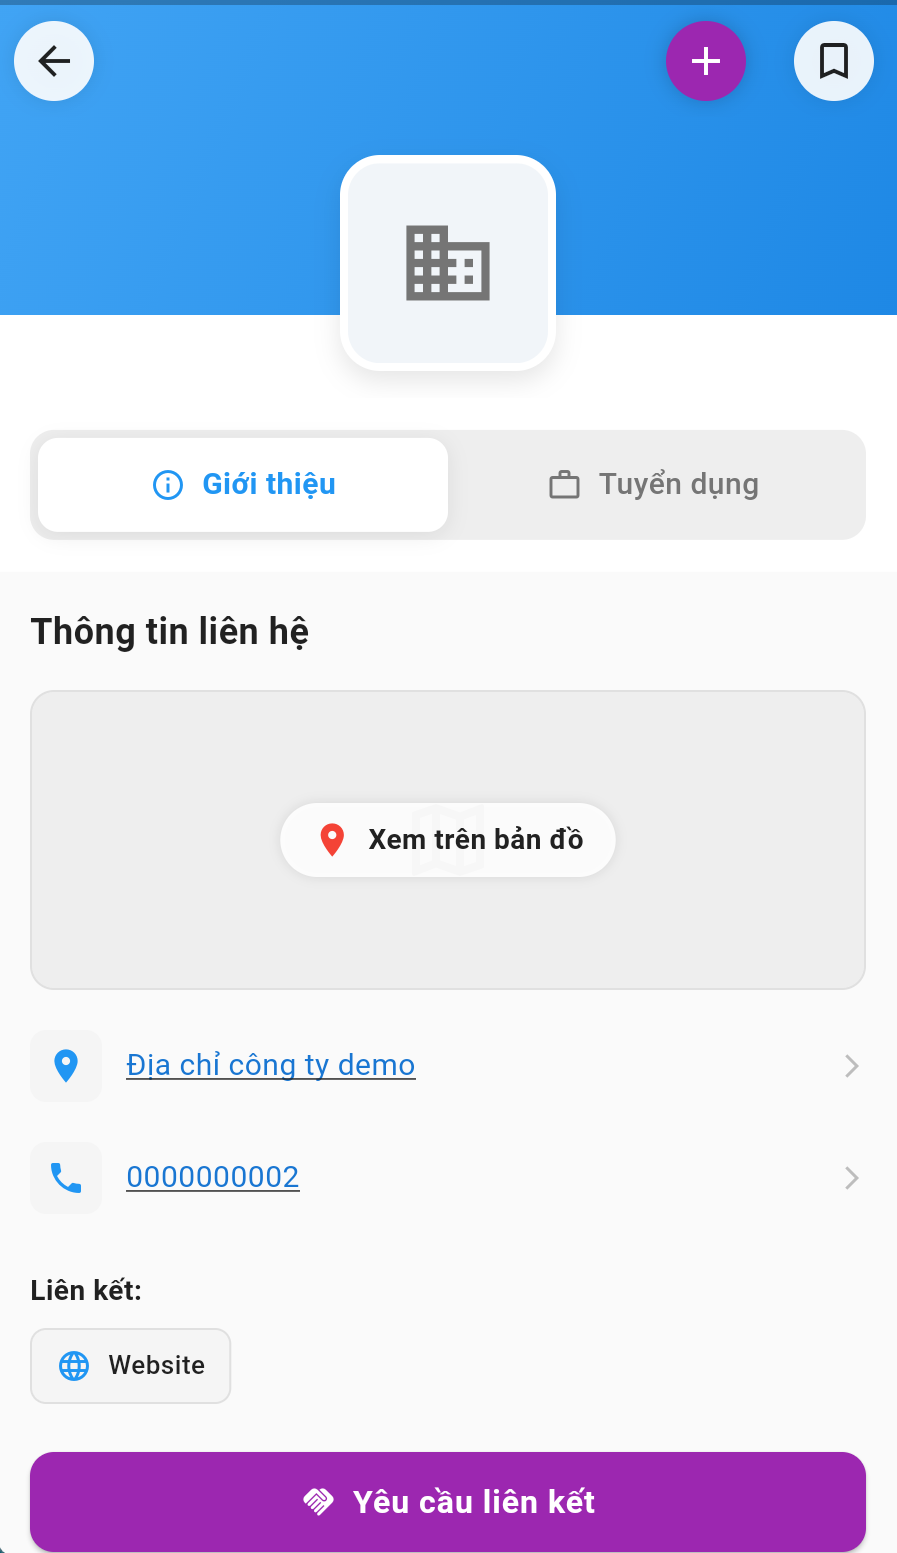 Giới thiệu
Tuyển dụng
Thông tin liên hệ
Xem trên bản đồ
Địa chỉ công ty demo
0000000002
Liên kết:
Website
Yêu cầu liên kết